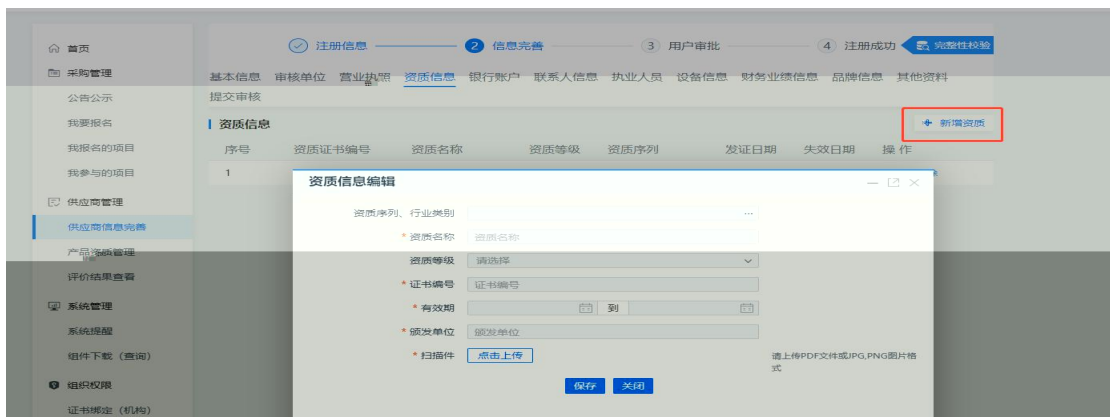 首页
采购管理
公告公示
我要报名
我报名的项目
我参与的项目
供应商管理
供应商信息完善
产品资质管理
评价结果查看
系统管理
系统提醒
组件下载（查询）
组织权限
证书绑定（机构）
注册信息
2 信息完善
3 用户审批
4 注册成功
完整性校验
基本信息 审核单位 营业执照 资质信息 银行账户 联系人信息 执业人员 设备信息 财务业绩信息 品牌信息 其他资料
提交审核
资质信息
新增资质
序号 资质证书编号 资质名称 资质等级 资质序列 发证日期 失效日期 操作
1
资质信息编辑
资质序列、行业类别 ...
* 资质名称 资质名称
资质等级 请选择
* 证书编号 证书编号
* 有效期 到
* 颁发单位 颁发单位
* 扫描件 点击上传 请上传PDF文件或JPG,PNG图片格
式
保存 关闭